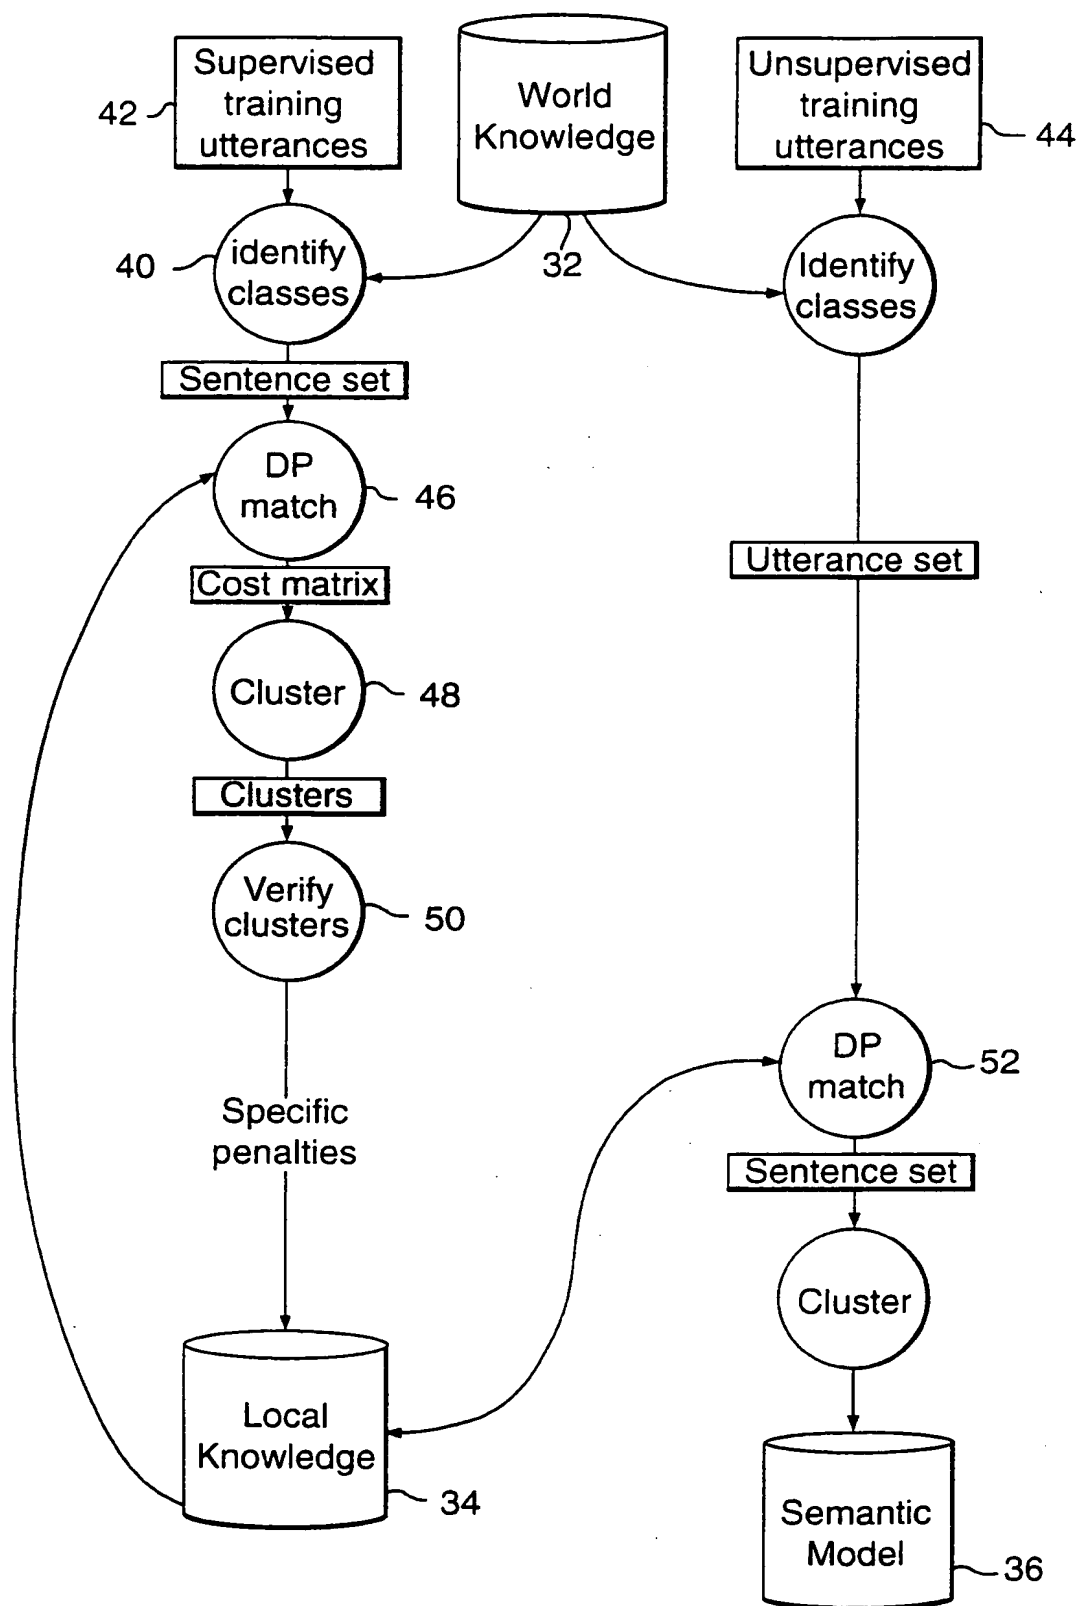 Supervised
training
utterances
42
World
Knowledge
32
Unsupervised
training
utterances
44
identify
classes
40
Identify
classes
Sentence set
DP
match
46
Cost matrix
Utterance set
Cluster
48
Clusters
Verify
clusters
50
DP
match
52
Specific
penalties
Sentence set
Cluster
Local
Knowledge
34
Semantic
Model
36